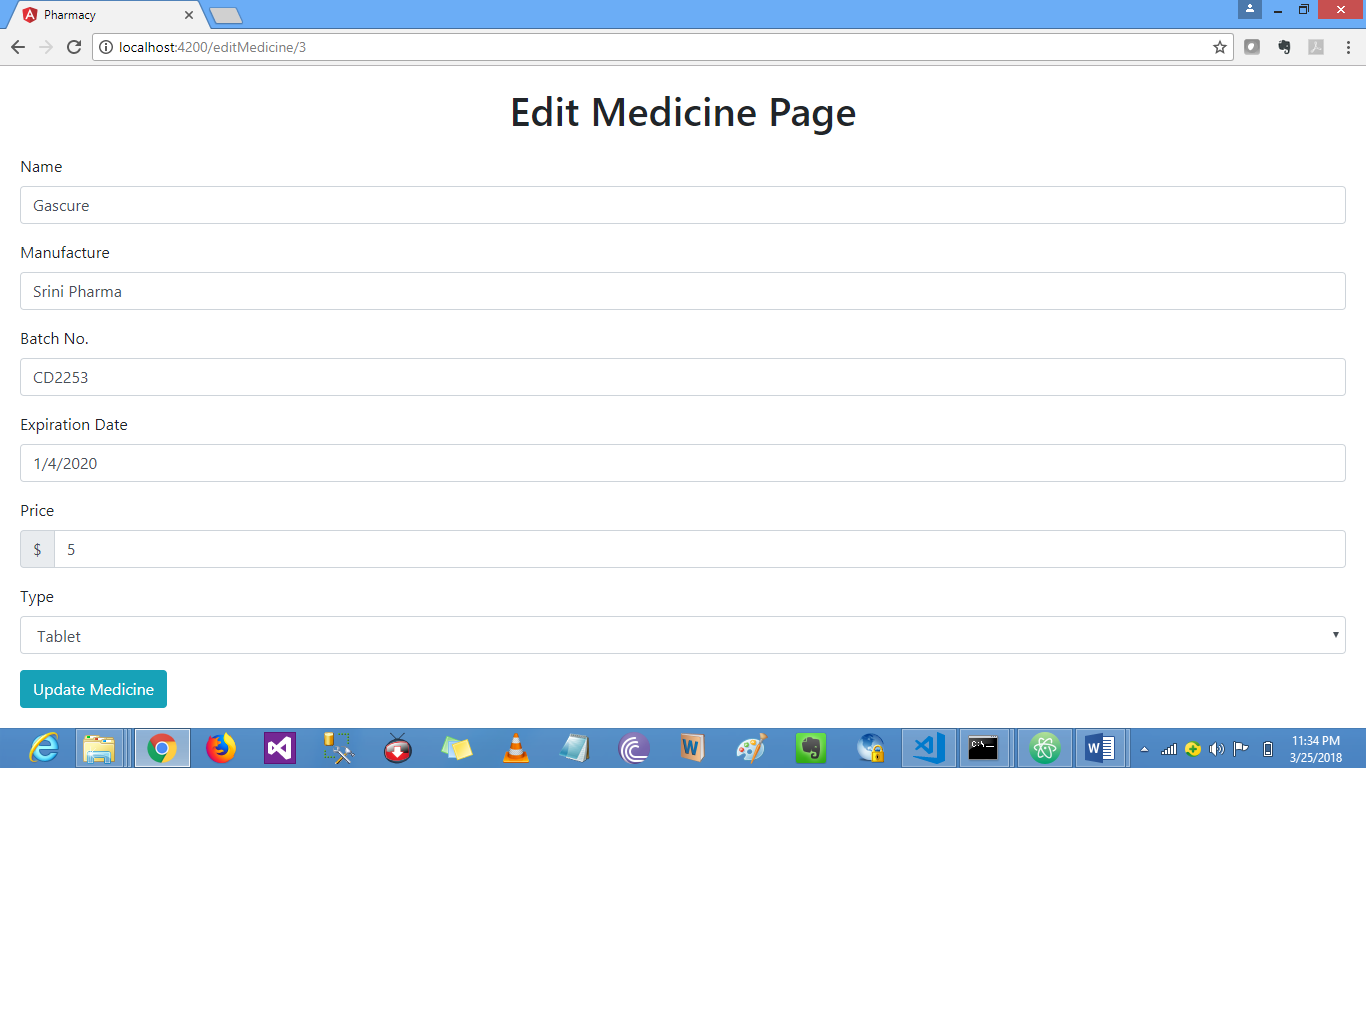 Pharmacy
localhost:4200/editMedicine/3
Edit Medicine Page
Name
Gascure
Manufacture
Srini Pharma
Batch No.
CD2253
Expiration Date
1/4/2020
Price
$ 5
Type
Tablet
Update Medicine
11:34 PM
3/25/2018